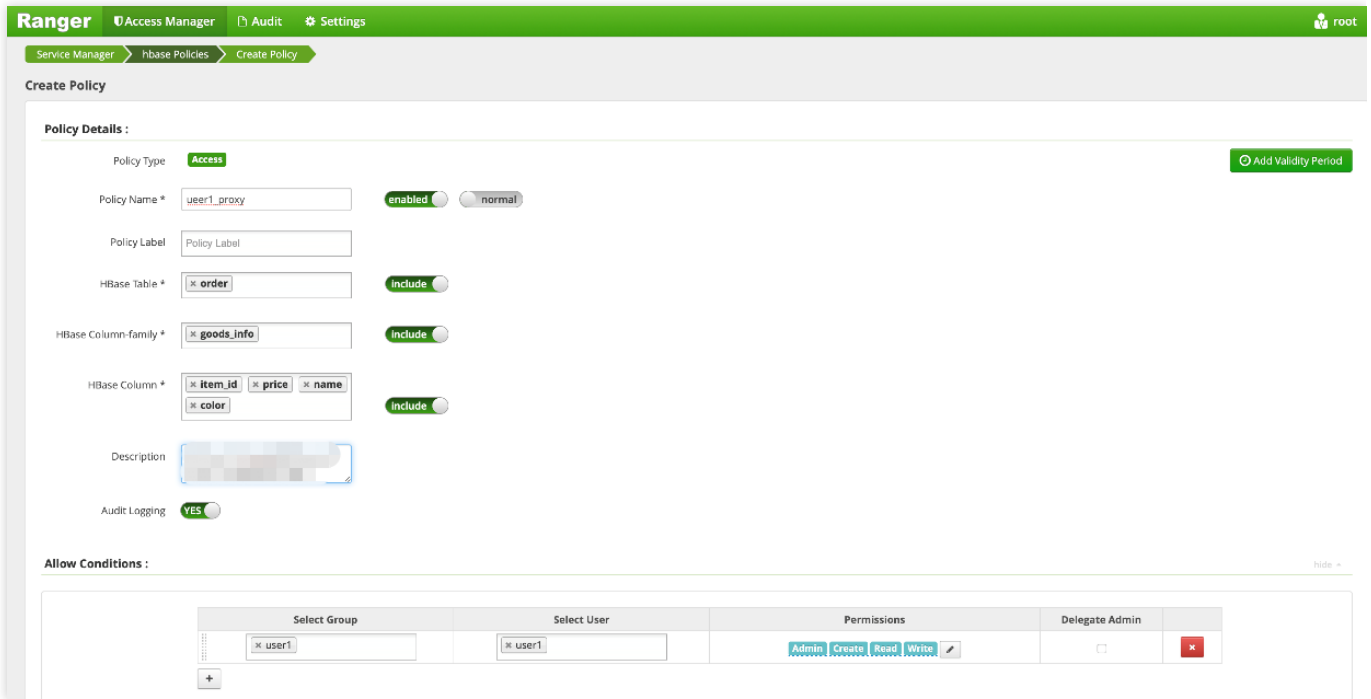 Ranger Access Manager Audit Settings root
Service Manager hbase Policies Create Policy
Create Policy
Policy Details :
Policy Type Access Add Validity Period
Policy Name * ueer1_proxy enabled normal
Policy Label Policy Label
HBase Table * × order include
HBase Column-family * × goods_info include
HBase Column * × item_id × price × name
× color include
Description
Audit Logging YES
Allow Conditions : hide
Select Group Select User Permissions Delegate Admin
× user1 × user1 Admin Create Read Write ×
+